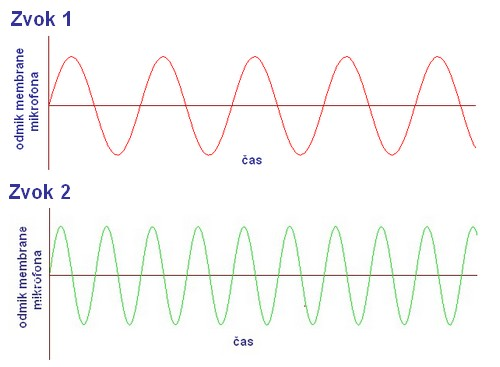 Zvok 1
odmik membrane
mikrofona
čas
Zvok 2
odmik membrane
mikrofona
čas